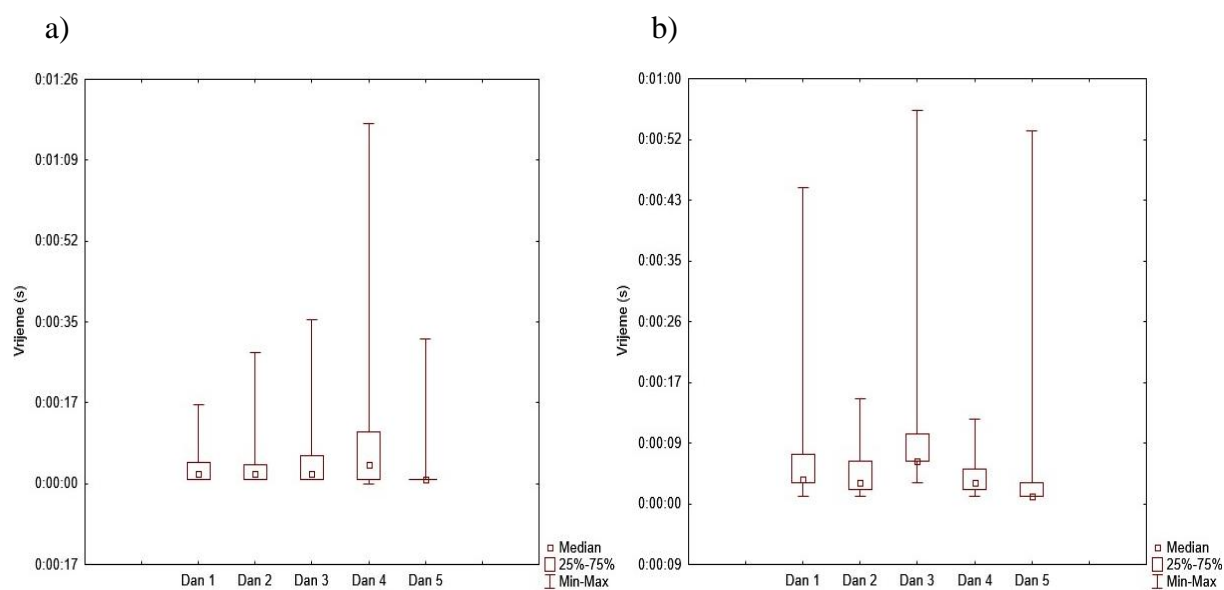 a)
b)
0:01:26
0:01:09
0:00:52
0:00:35
0:00:17
0:00:00
0:00:17
Vrijeme (s)
Dan 1 Dan 2 Dan 3 Dan 4 Dan 5
Median
25%-75%
Min-Max
0:01:00
0:00:52
0:00:43
0:00:35
0:00:26
0:00:17
0:00:09
0:00:00
0:00:09
Vrijeme (s)
Dan 1 Dan 2 Dan 3 Dan 4 Dan 5
Median
25%-75%
Min-Max